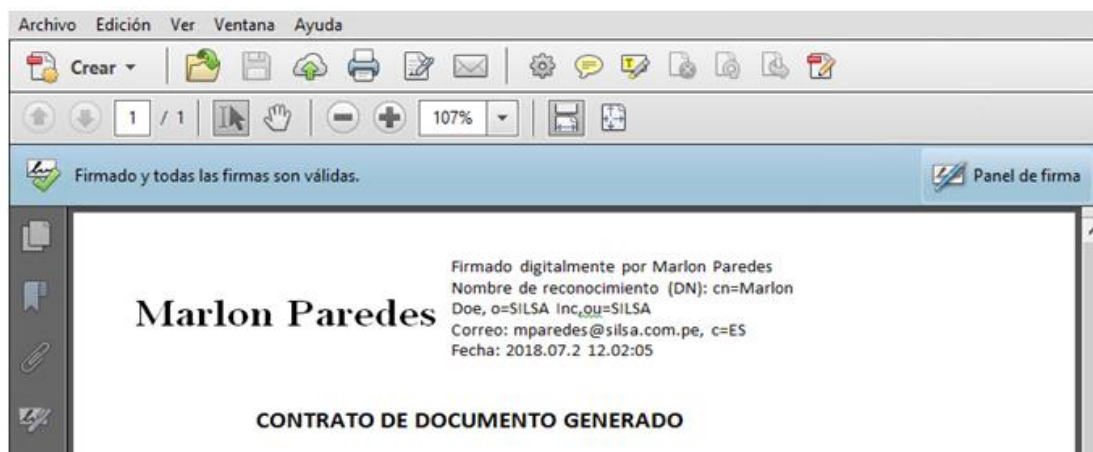 Archivo Edición Ver Ventana Ayuda
Crear
1 / 1 107%
Firmado y todas las firmas son válidas. Panel de firma
Firmado digitalmente por Marlon Paredes
Nombre de reconocimiento (DN): cn=Marlon
Marlon Paredes Doe, o=SILSA Inc,ou=SILSA
Correo: mparedes@silsa.com.pe, c=ES
Fecha: 2018.07.2 12.02:05
CONTRATO DE DOCUMENTO GENERADO